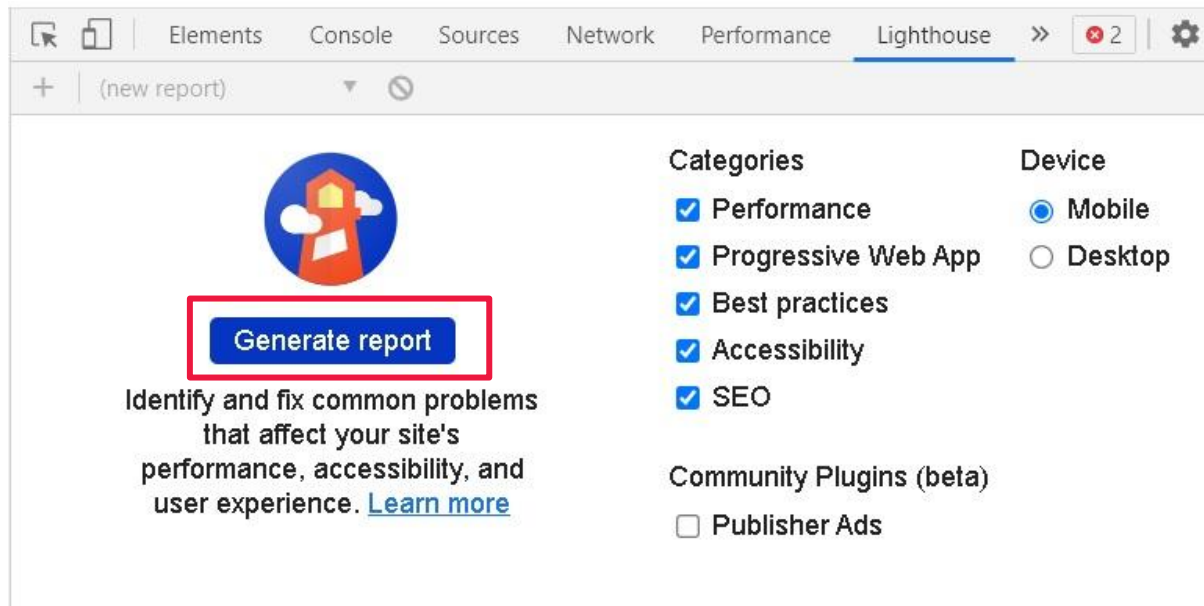 Elements Console Sources Network Performance Lighthouse » 2
+ (new report)
Generate report
Identify and fix common problems
that affect your site's
performance, accessibility, and
user experience. Learn more
Categories
Performance
Progressive Web App
Best practices
Accessibility
SEO
Community Plugins (beta)
Publisher Ads
Device
Mobile
Desktop